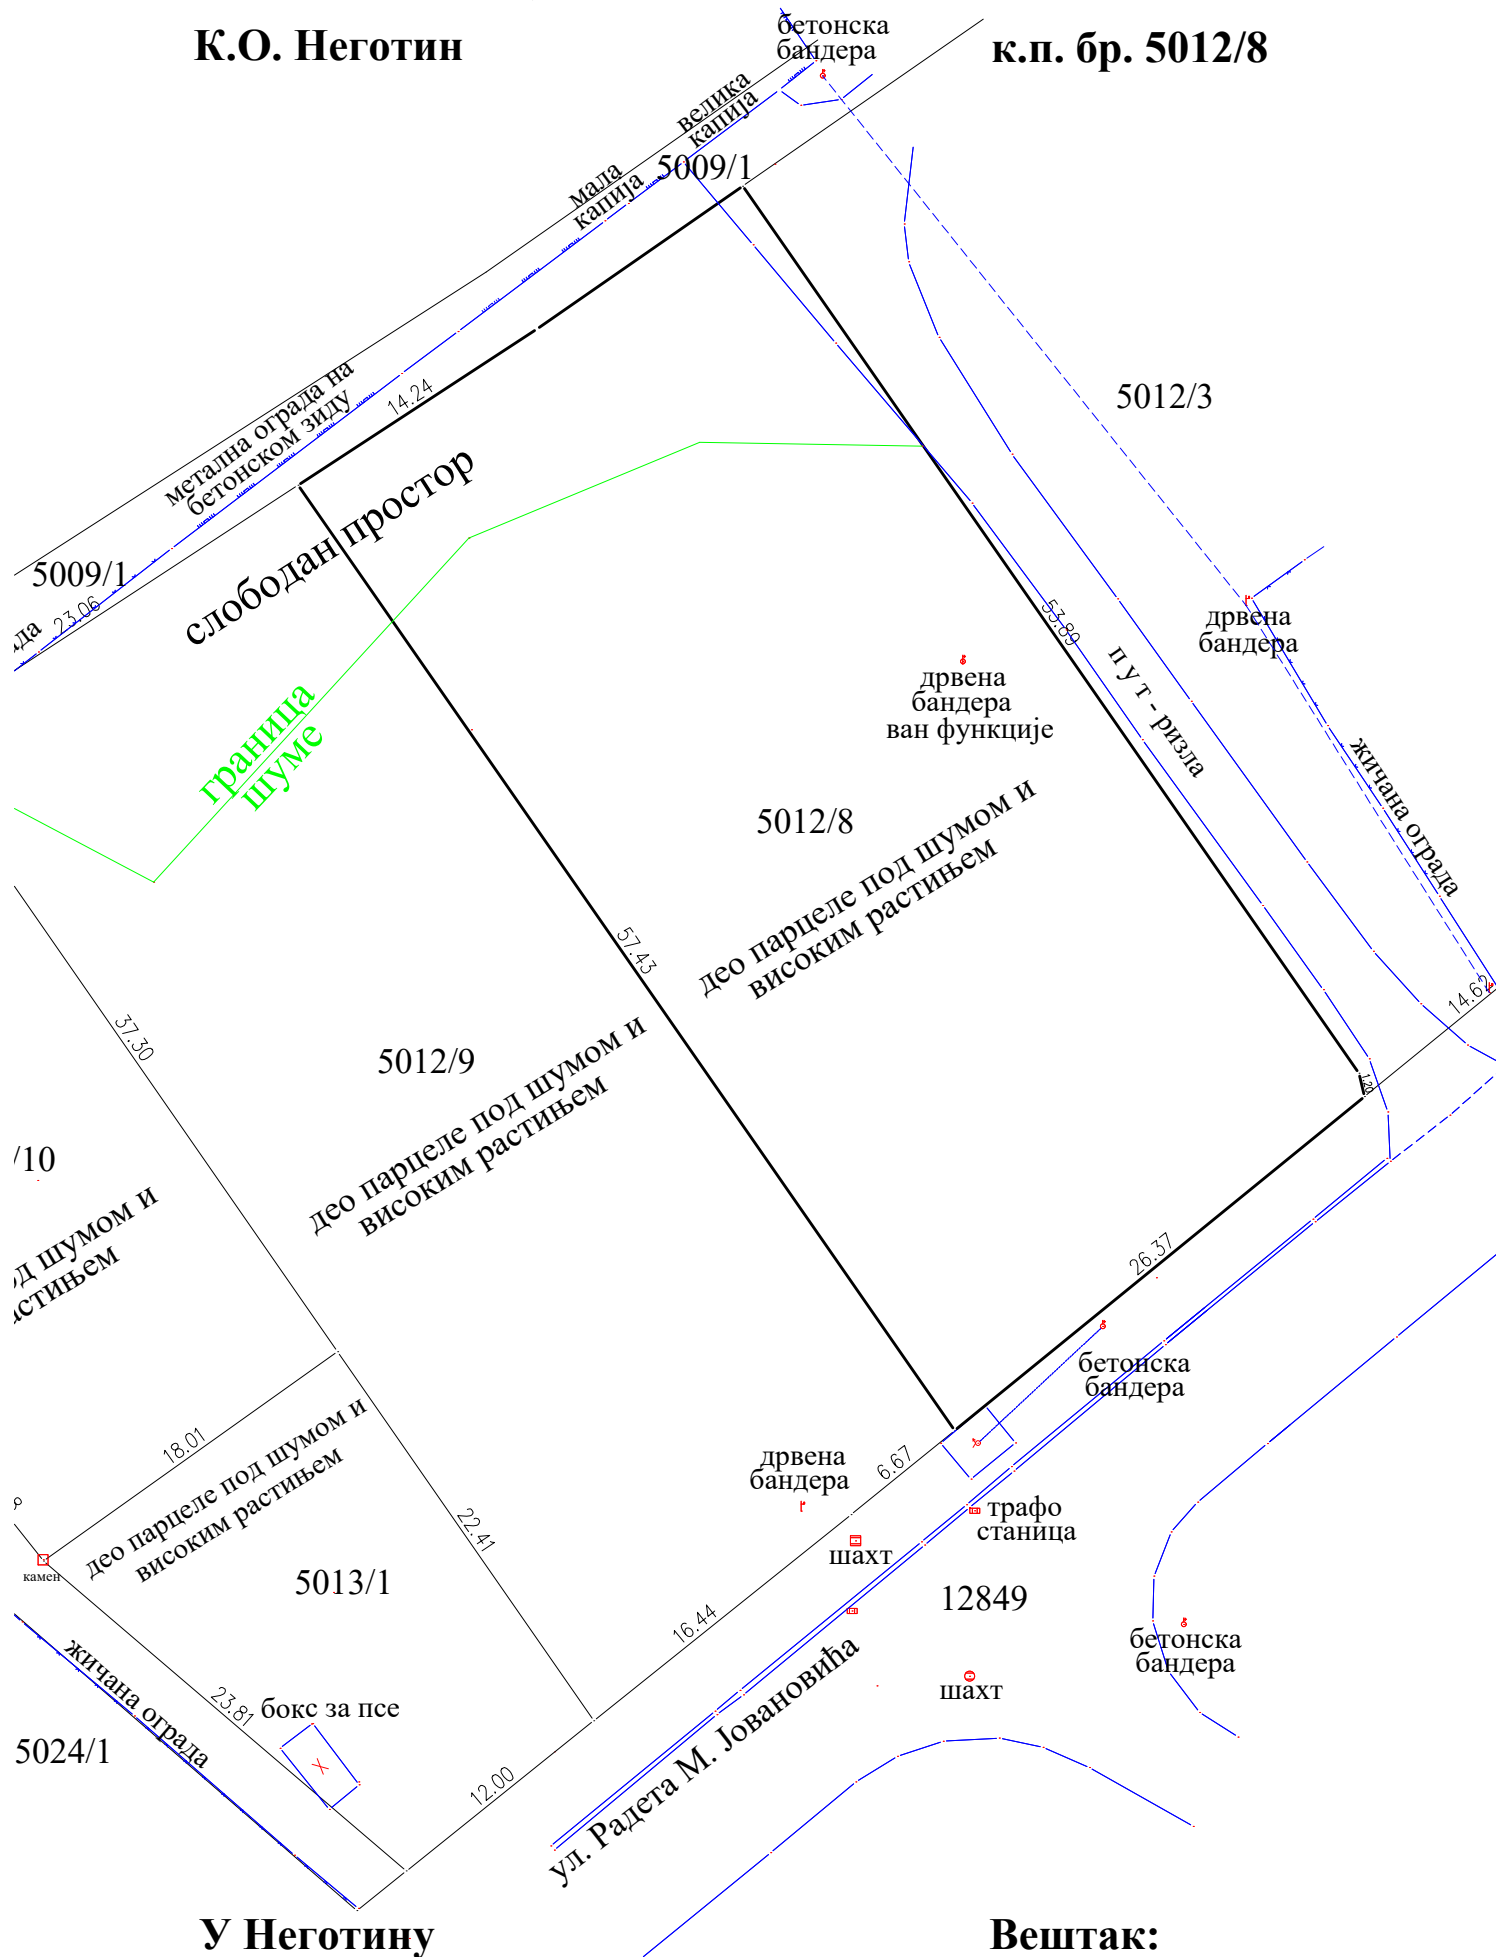 К.О. Неготин
к.п. бр. 5012/8
бетонска
бандера
велика
капија
5009/1
мала
капија
метална ограда на
бетонском зиду
14.24
5012/3
слободан простор
5009/1
23.06
53.89
дрвена
бандера
дрвена
бандера
ван функције
пут - ризла
граница
шуме
жичана ограда
5012/8
део парцеле под шумом и
високим растињем
57.43
14.62
37.30
5012/9
део парцеле под шумом и
високим растињем
1.20
/10
шумом и
26.37
бетонска
бандера
18.01
део парцеле под шумом и
високим растињем
22.41
6.67
дрвена
бандера
трафо
станица
шахт
камен
5013/1
12849
16.44
бетонска
бандера
жичана ограда
23.81
бокс за псе
шахт
5024/1
12.00
ул. Радета М. Јовановића
У Неготину
Вештак: